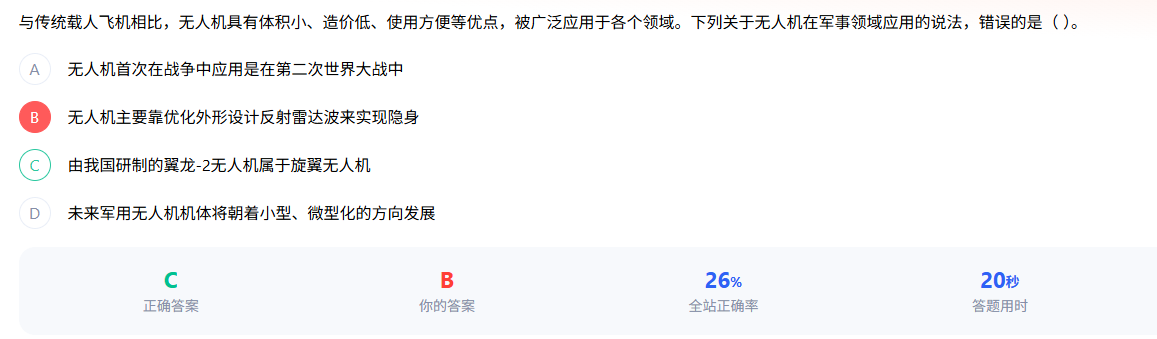 与传统载人飞机相比，无人机具有体积小、造价低、使用方便等优点，被广泛应用于各个领域。下列关于无人机在军事领域应用的说法，错误的是（ ）。
A 无人机首次在战争中应用是在第二次世界大战中
B 无人机主要靠优化外形设计反射雷达波来实现隐身
C 由我国研制的翼龙-2无人机属于旋翼无人机
D 未来军用无人机机体将朝着小型、微型化的方向发展
C B 26% 20秒
正确答案 你的答案 全站正确率 答题用时